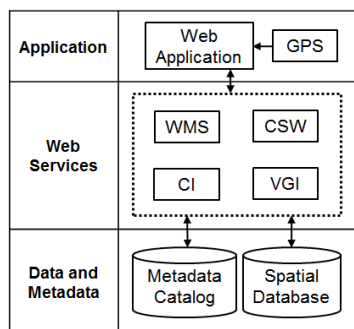 Application
Web
Application
GPS
Web
Services
WMS
CSW
CI
VGI
Data and
Metadata
Metadata
Catalog
Spatial
Database